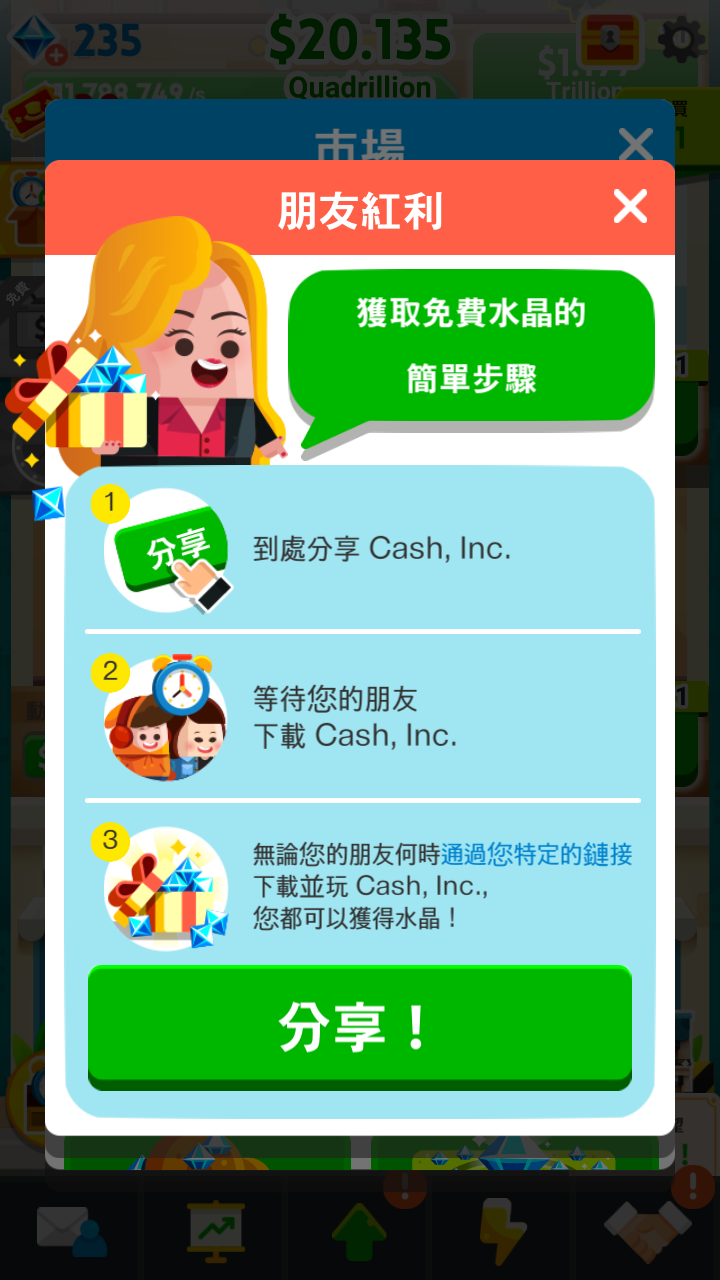 235
$20.135
Quadrillion
Trillion
市場
朋友紅利
獲取免費水晶的
簡單步驟
免費
1
1
分享
到處分享 Cash, Inc.
2
等待您的朋友
下載 Cash, Inc.
1
3
無論您的朋友何時通過您特定的鏈接
下載並玩 Cash, Inc.,
您都可以獲得水晶！
分享！